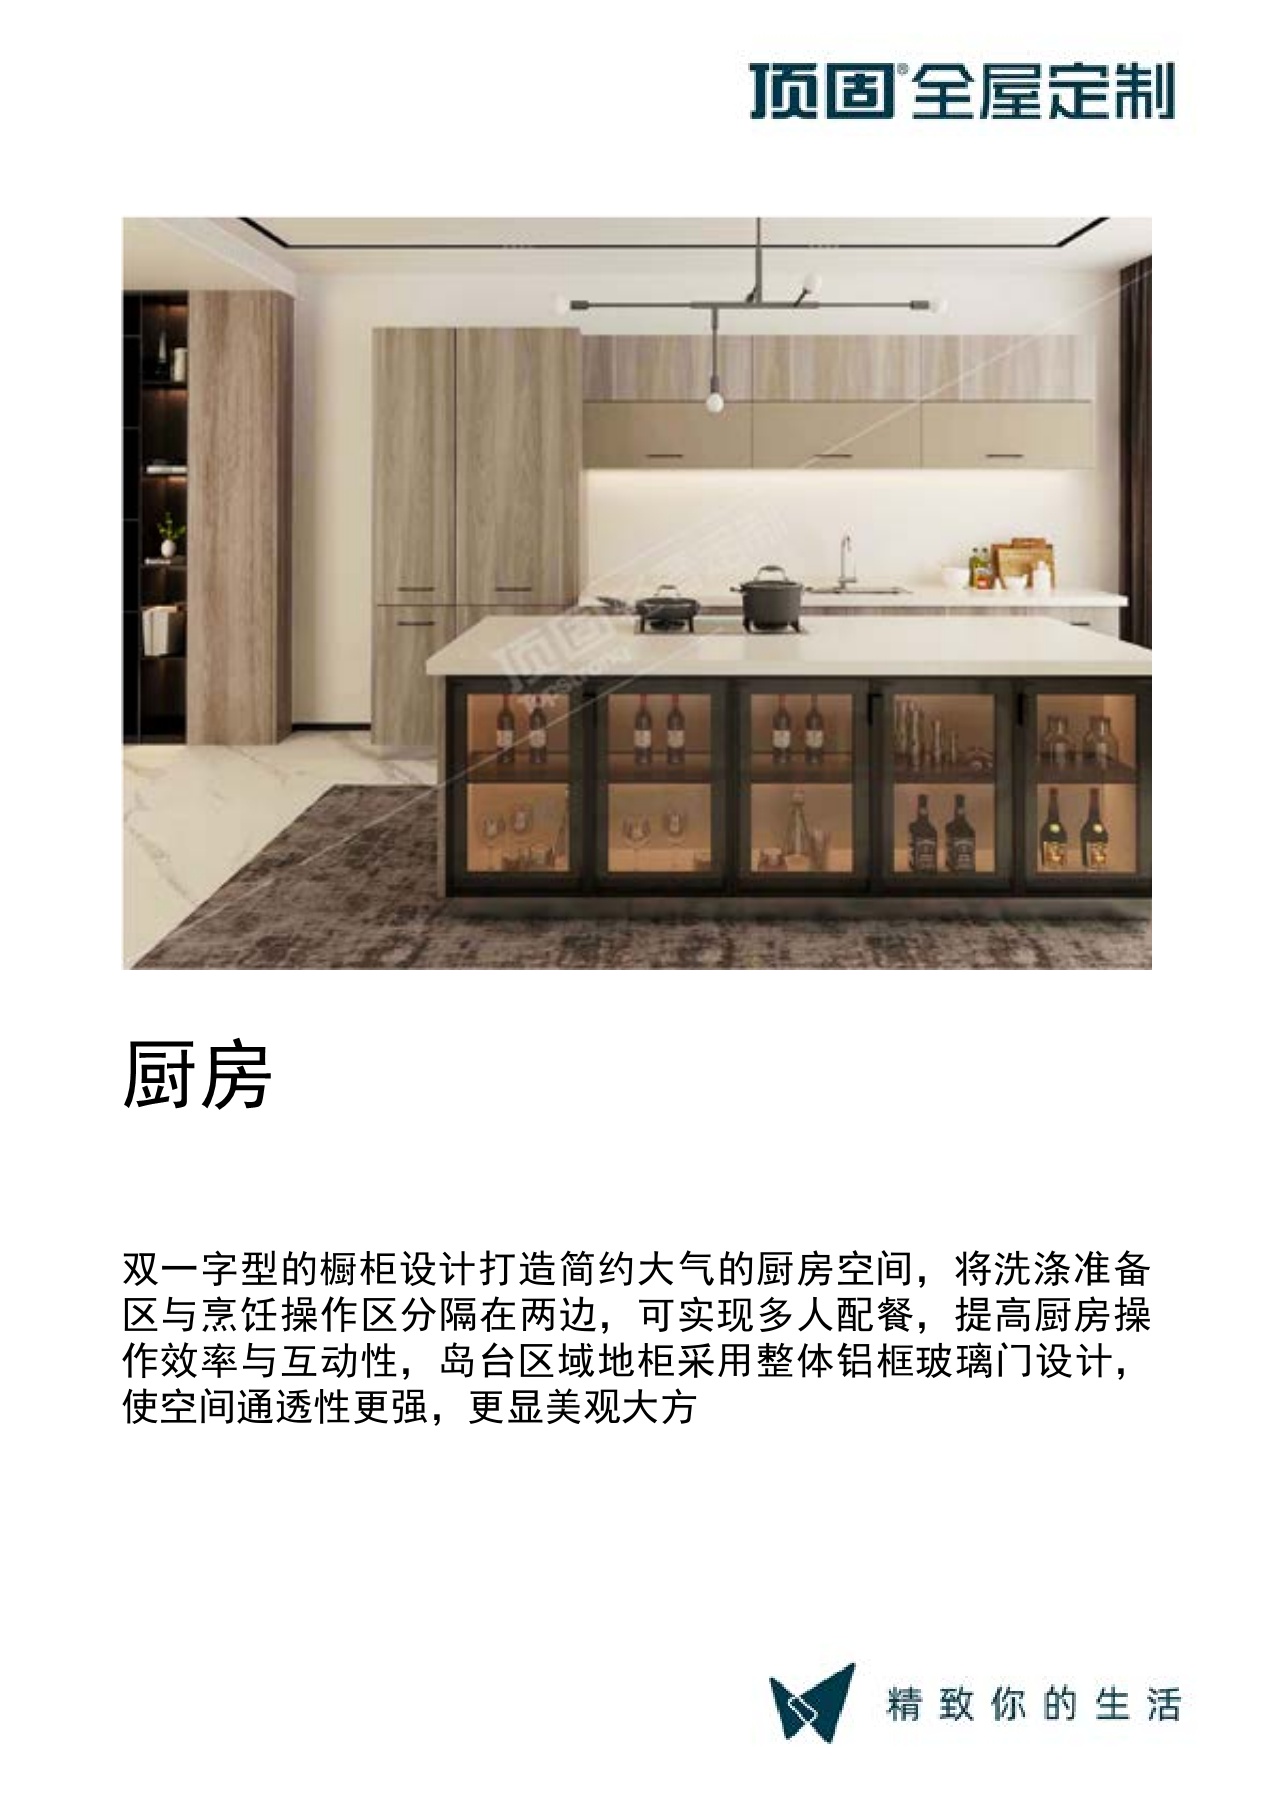 顶固®全屋定制
顶固
Topstrong
厨房
双一字型的橱柜设计打造简约大气的厨房空间，将洗涤准备
区与烹饪操作区分隔在两边，可实现多人配餐，提高厨房操
作效率与互动性，岛台区域地柜采用整体铝框玻璃门设计，
使空间通透性更强，更显美观大方
精致你的生活